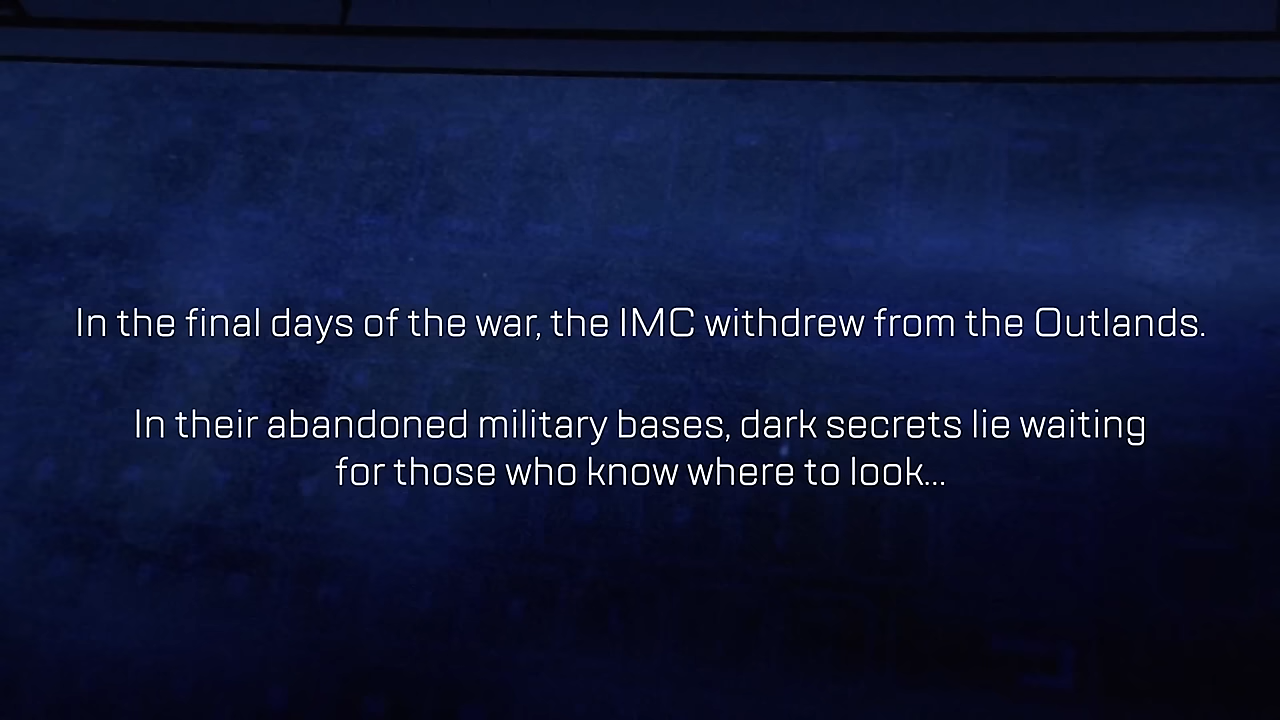 In the final days of the war, the IMC withdrew from the Outlands.
In their abandoned military bases, dark secrets lie waiting
for those who know where to look...